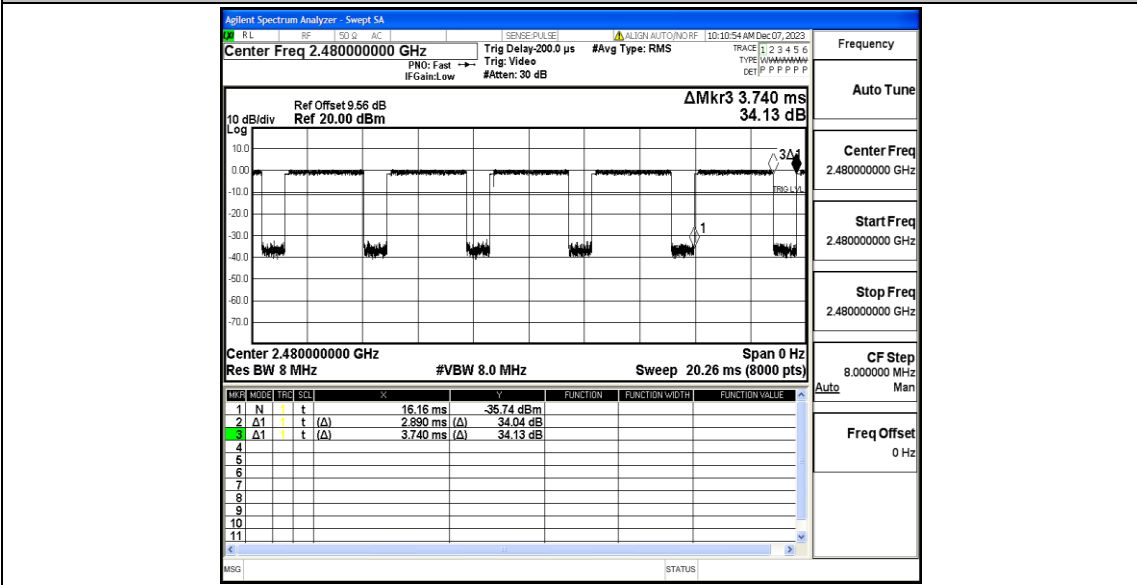 Agilent Spectrum Analyzer - Swept SA
RL RF 50 Ω AC SENSE:PULSE ALIGN AUTO/NO RF 10:10:54 AM Dec 07, 2023
Center Freq 2.480000000 GHz
PNO: Fast
IFGain:Low
Trig Delay-200.0 µs
Trig: Video
#Atten: 30 dB
#Avg Type: RMS
TRACE 1 2 3 4 5 6
TYPE
DET P P P P P P
ΔMkr3 3.740 ms
34.13 dB
Ref Offset 9.56 dB
10 dB/div Ref 20.00 dBm
Log
10.0
0.00
-10.0
-20.0
-30.0
-40.0
-50.0
-60.0
-70.0
3Δ1
TRIG LVL
1
Center 2.480000000 GHz Span 0 Hz
Res BW 8 MHz #VBW 8.0 MHz Sweep 20.26 ms (8000 pts)
MKR MODE TRC SCL X Y FUNCTION FUNCTION WIDTH FUNCTION VALUE
1 N 1 t 16.16 ms -35.74 dBm
2 Δ1 1 t (Δ) 2.890 ms (Δ) 34.04 dB
3 Δ1 1 t (Δ) 3.740 ms (Δ) 34.13 dB
4
5
6
7
8
9
10
11
MSG STATUS
Frequency
Auto Tune
Center Freq
2.480000000 GHz
Start Freq
2.480000000 GHz
Stop Freq
2.480000000 GHz
CF Step
8.000000 MHz
Auto Man
Freq Offset
0 Hz